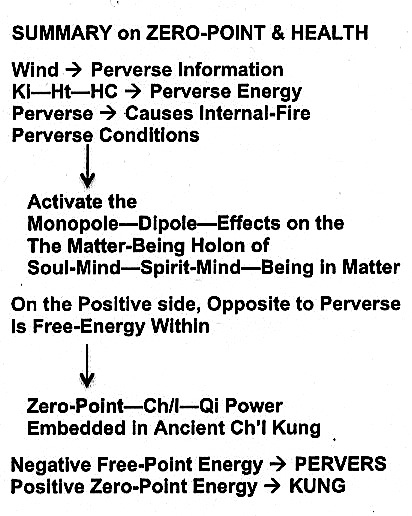 SUMMARY on ZERO-POINT & HEALTH
Wind → Perverse Information
Ki—Ht—HC → Perverse Energy
Perverse → Causes Internal-Fire
Perverse Conditions
Activate the
Monopole—Dipole—Effects on the
The Matter-Being Holon of
Soul-Mind—Spirit-Mind—Being in Matter
On the Positive side, Opposite to Perverse
Is Free-Energy Within
Zero-Point—Ch/I—Qi Power
Embedded in Ancient Ch'I Kung
Negative Free-Point Energy → PERVERS
Positive Zero-Point Energy → KUNG